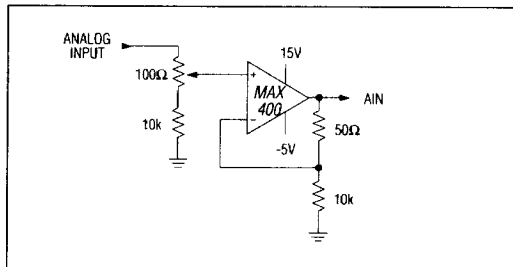 ANALOG
INPUT
15V
100Ω
+
MAX
400
AIN
10k
−
-5V
50Ω
10k